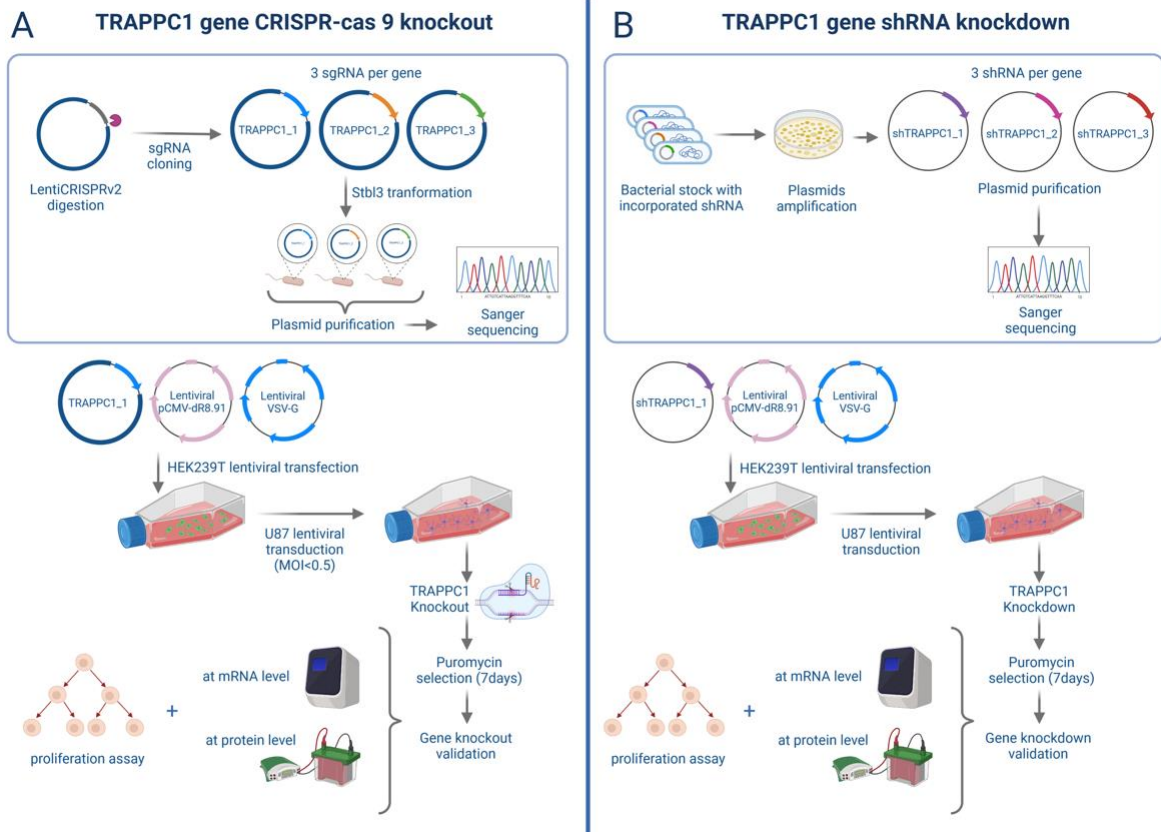 A
TRAPPC1 gene CRISPR-cas 9 knockout
3 sgRNA per gene
TRAPPC1_1
TRAPPC1_2
TRAPPC1_3
sgRNA
cloning
LentiCRISPRv2
digestion
Stbl3 tranformation
Plasmid purification
Sanger
sequencing
TRAPPC1_1
Lentiviral
pCMV-dR8.91
Lentiviral
VSV-G
HEK239T lentiviral transfection
U87 lentiviral
transduction
(MOI<0.5)
TRAPPC1
Knockout
Puromycin
selection (7days)
Gene knockout
validation
at mRNA level
at protein level
+
proliferation assay
B
TRAPPC1 gene shRNA knockdown
3 shRNA per gene
shTRAPPC1_1
shTRAPPC1_2
shTRAPPC1_3
Bacterial stock with
incorporated shRNA
Plasmids
amplification
Plasmid purification
Sanger
sequencing
shTRAPPC1_1
Lentiviral
pCMV-dR8.91
Lentiviral
VSV-G
HEK239T lentiviral transfection
U87 lentiviral
transduction
TRAPPC1
Knockdown
Puromycin
selection (7days)
Gene knockdown
validation
at mRNA level
at protein level
+
proliferation assay